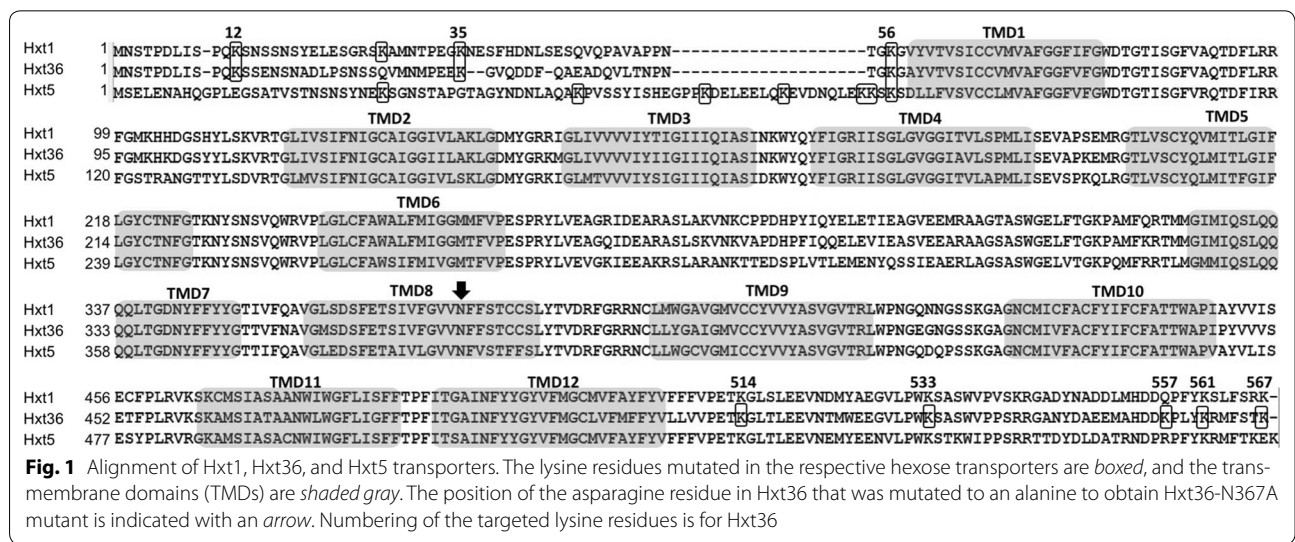 12 35 56 TMD1
Hxt1 1 MNSTPDLIS-PQKSNSSNSYELESGRSKAMNTPEGKNESFHDNLSESQVQPAVAPPN----------------TGKGVYVTVSICCVMVAFGGFIFGWDTGTISGFVAQTDFLRR
Hxt36 1 MNSTPDLIS-PQKSSENSNADLPSNSSQVMNMPEEK--GVQDDF-QAEADQVLTNPN----------------TGKGAYVTVSICCVMVAFGGFVFGWDTGTISGFVAQTDFLRR
Hxt5 1 MSELENAHQGPLEGSATVSTNSNSYNEKSGNSTAPGTAGYNDNLAQAKPVSSYISHEGPPKDELEELQKEVDNQLEKKSKSDLLFVSVCCLMVAFGGFVFGWDTGTISGFVRQTDFIRR
TMD2 TMD3 TMD4 TMD5
Hxt1 99 FGMKHHDGSHYLSKVRTGLIVSIFNIGCAIGGIVLAKLGDMYGRRIGLIVVVVIYTIGIIIQIASINKWYQYFIGRIISGLGVGGITVLSPMLISEVAPSEMRGTLVSCYQVMITLGIF
Hxt36 95 FGMKHKDGSYYLSKVRTGLIVSIFNIGCAIGGIILAKLGDMYGRKMGLIVVVVIYIIGIIIQIASINKWYQYFIGRIISGLGVGGIAVLSPMLISEVAPKEMRGTLVSCYQLMITLGIF
Hxt5 120 FGSTRANGTTYLSDVRTGLMVSIFNIGCAIGGIVLSKLGDMYGRKIGLMTVVVIYSIGIIIQIASIDKWYQYFIGRIISGLGVGGITVLAPMLISEVSPKQLRGTLVSCYQLMITFGIF
TMD6
Hxt1 218 LGYCTNFGTKNYSNSVQWRVPLGLCFAWALFMIGGMMFVPESPRYLVEAGRIDEARASLAKVNKCPPDHPYIQYELETIEAGVEEMRAAGTASWGELFTGKPAMFQRTMMGIMIQSLQQ
Hxt36 214 LGYCTNFGTKNYSNSVQWRVPLGLCFAWALFMIGGMTFVPESPRYLVEAGQIDEARASLSKVNKVAPDHPFIQQELEVIEASVEEARAAGSASWGELFTGKPAMFKRTMMGIMIQSLQQ
Hxt5 239 LGYCTNFGTKNYSNSVQWRVPLGLCFAWSLFMIVGMTFVPESPRYLVEVGKIEEAKRSLARANKTTEDSPLVTLEMENYQSSIEAERLAGSASWGELVTGKPQMFRRTLMGMMIQSLQQ
TMD7 TMD8 TMD9 TMD10
Hxt1 337 QQLTGDNYFFYYGTIVFQAVGLSDSFETSIVFGVVNFFSTCCSLYTVDRFGRRNCLMWGAVGMVCCYVVYASVGVTRLWPNGQNNGSSKGAGNCMICFACFYIFCFATTWAPIAYVVIS
Hxt36 333 QQLTGDNYFFYYGTTVFNAVGMSDSFETSIVFGVVNFFSTCCSLYTVDRFGRRNCLLYGAIGMVCCYVVYASVGVTRLWPNGEGNGSSKGAGNCMIVFACFYIFCFATTWAPIPYVVVS
Hxt5 358 QQLTGDNYFFYYGTTIFQAVGLEDSFETAIVLGVVNFVSTFFSLYTVDRFGRRNCLLWGCVGMICCYVVYASVGVTRLWPNGQDQPSSKGAGNCMIVFACFYIFCFATTWAPVAYVLIS
TMD11 TMD12 514 533 557 561 567
Hxt1 456 ECFPLRVKSKCMSIASAANWIWGFLISFFTPFITGAINFYYGYVFMGCMVFAYFYVFFFVPETKGLSLEEVNDMYAEGVLPWKSASWVPVSKRGADYNADDLMHDDQPFYKSLFSRK-
Hxt36 452 ETFPLRVKSKAMSIATAANWIWGFLIGFFTPFITGAINFYYGYVFMGCLVFMFFYVLLVVPETKGLTLEEVNTMWEEGVLPWKSASWVPPSRRGANYDAEEMAHDDKPLYKRMFSTK-
Hxt5 477 ESYPLRVRGKAMSIASACNWIWGFLISFFTPFITSAINFYYGYVFMGCMVFAYFYVFFFVPETKGLTLEEVNEMYEENVLPWKSTKWIPPSRRTTDYDLDATRNDPRPFYKRMFTKEK
Fig. 1 Alignment of Hxt1, Hxt36, and Hxt5 transporters. The lysine residues mutated in the respective hexose transporters are boxed, and the trans-
membrane domains (TMDs) are shaded gray. The position of the asparagine residue in Hxt36 that was mutated to an alanine to obtain Hxt36-N367A
mutant is indicated with an arrow. Numbering of the targeted lysine residues is for Hxt36